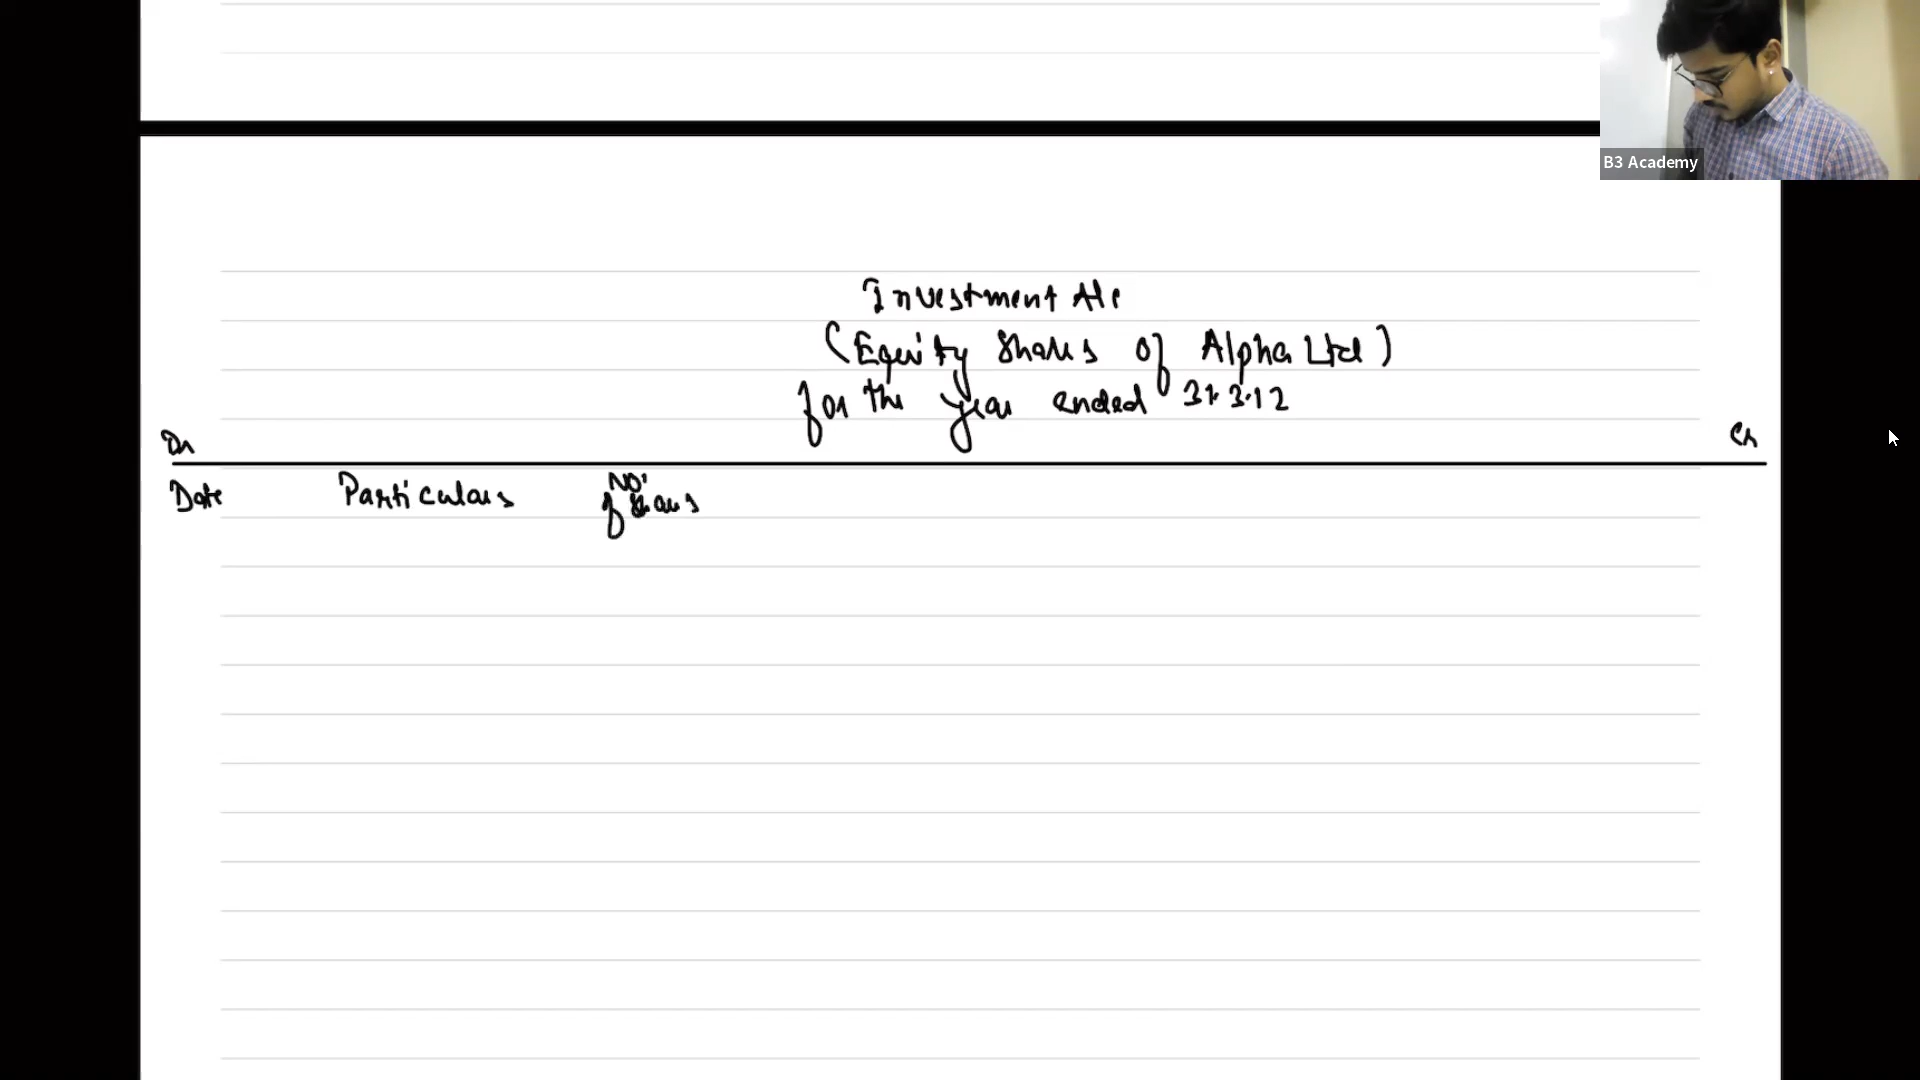 B3 Academy
Investment A/c
(Equity Shares of Alpha Ltd)
for the year ended 31.3.12
Dr Cr
Date Particulars No. of Shares